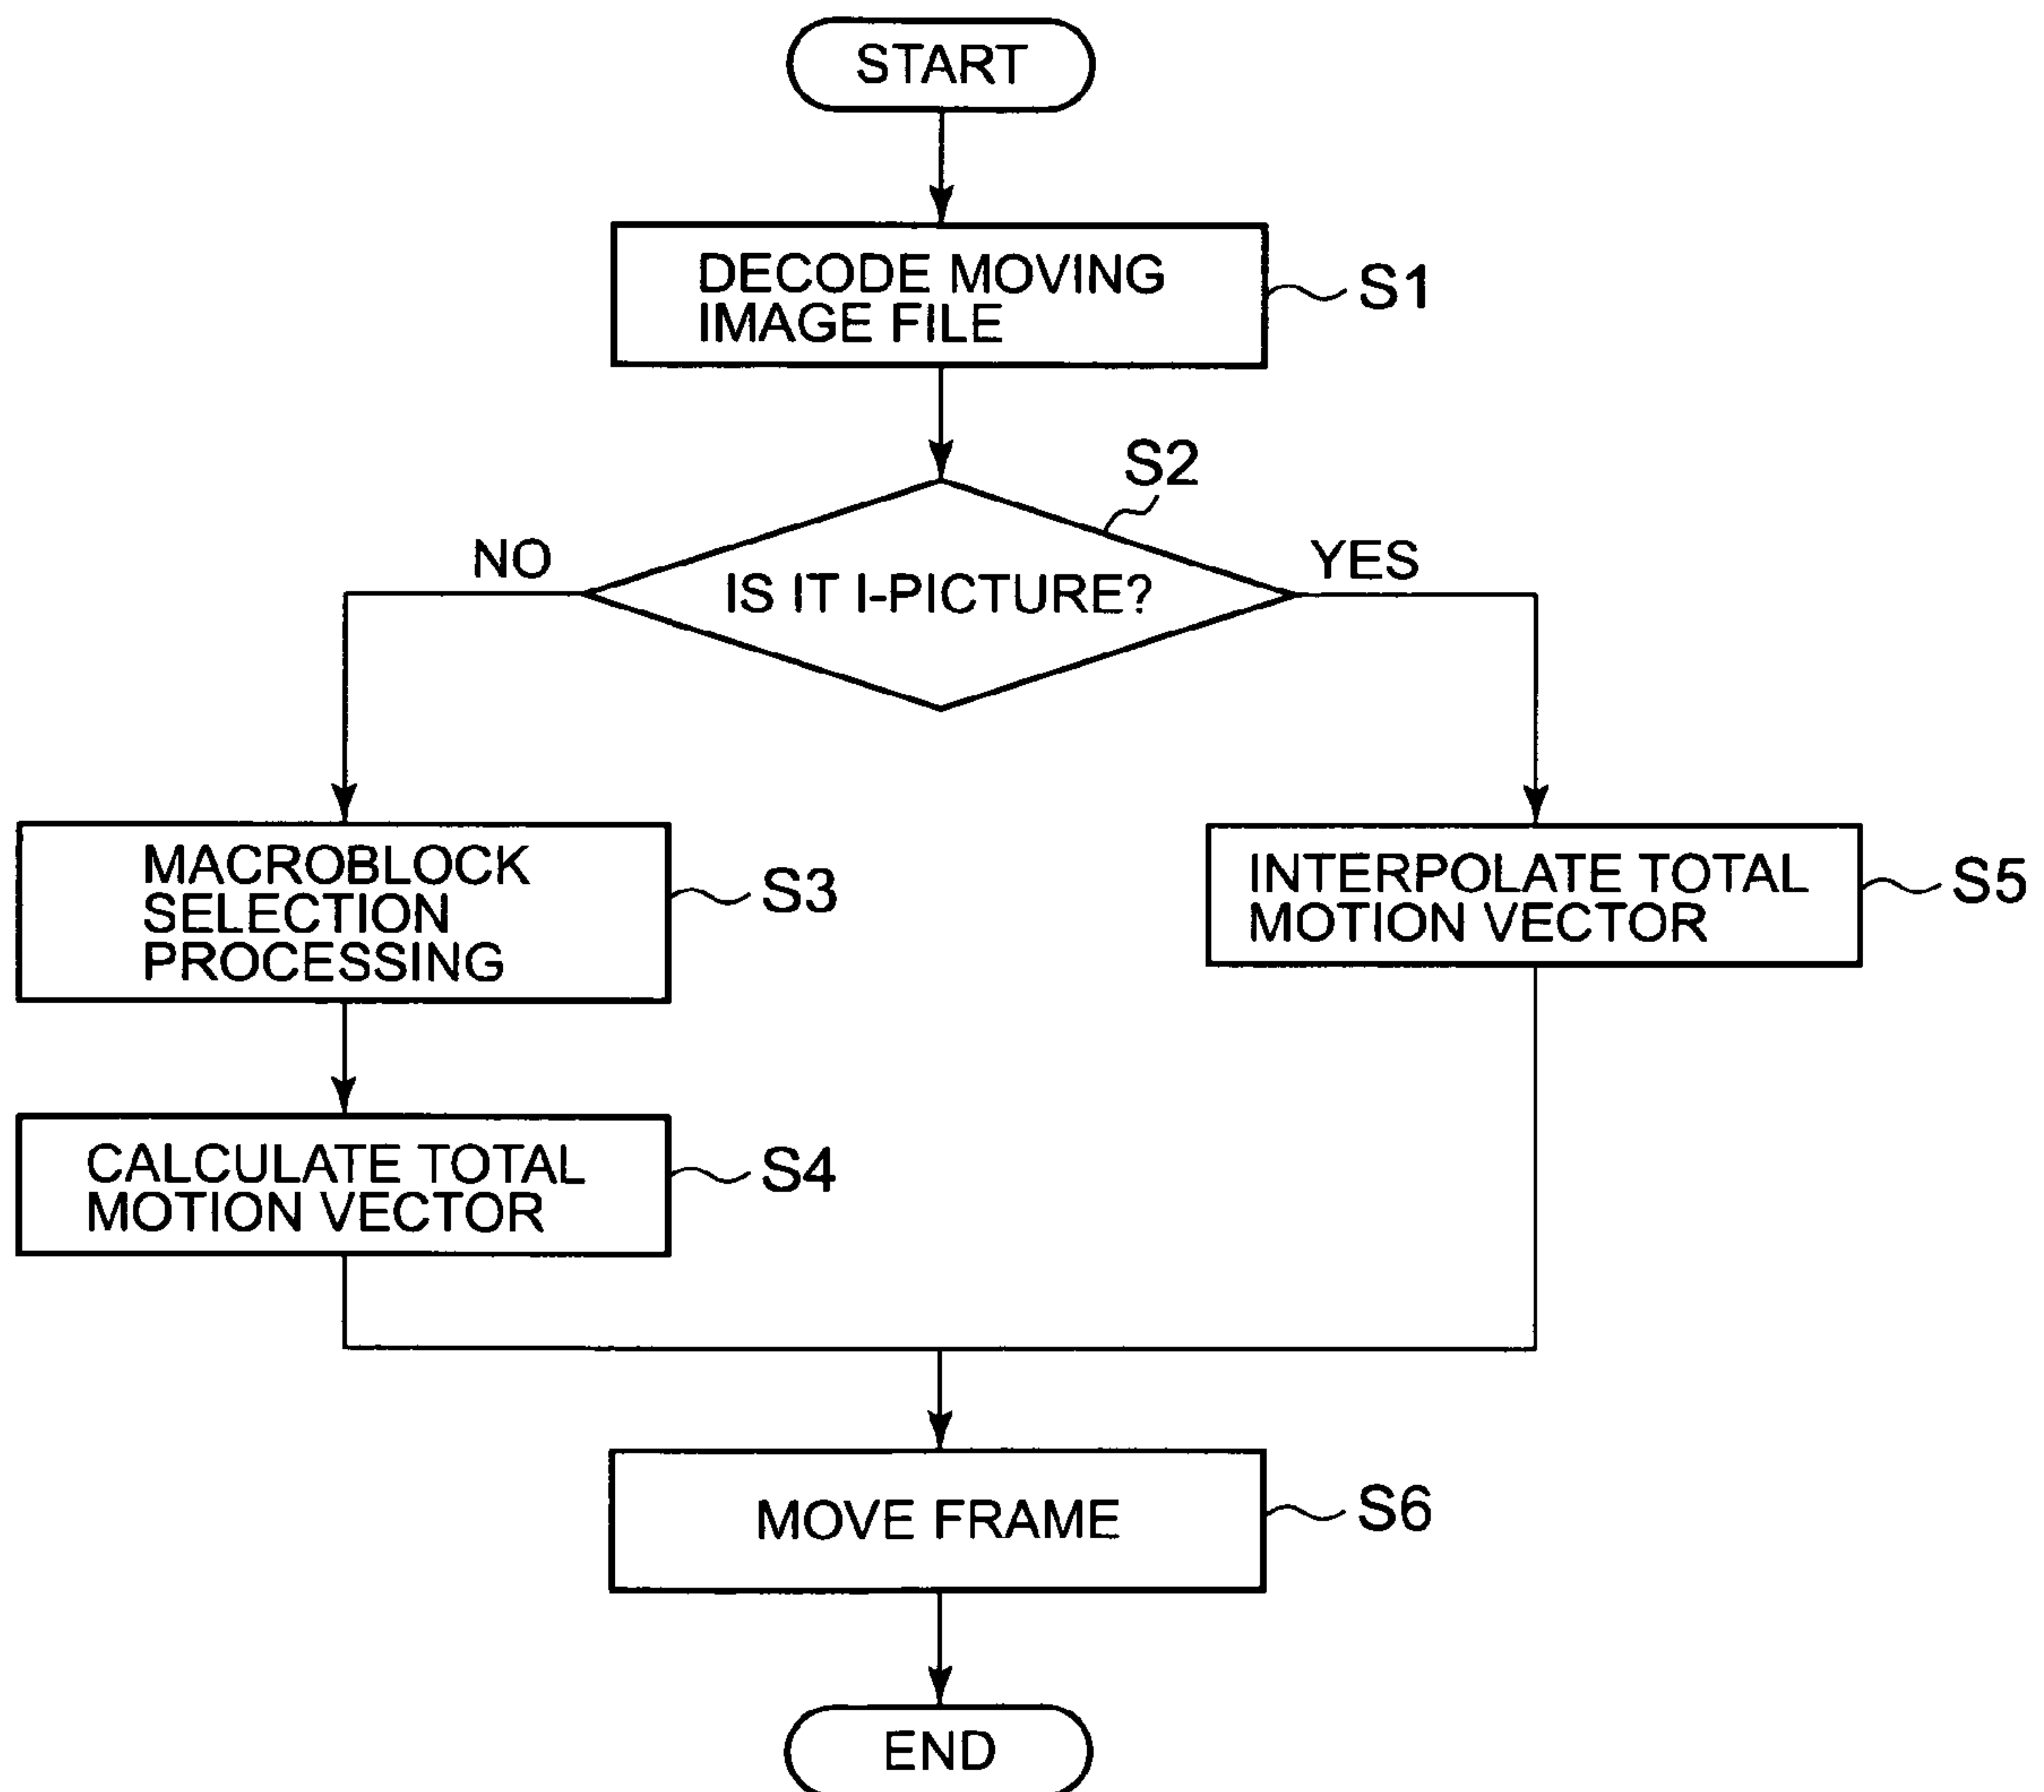 START
DECODE MOVING
IMAGE FILE
S1
S2
NO
IS IT I-PICTURE?
YES
MACROBLOCK
SELECTION
PROCESSING
S3
INTERPOLATE TOTAL
MOTION VECTOR
S5
CALCULATE TOTAL
MOTION VECTOR
S4
MOVE FRAME
S6
END